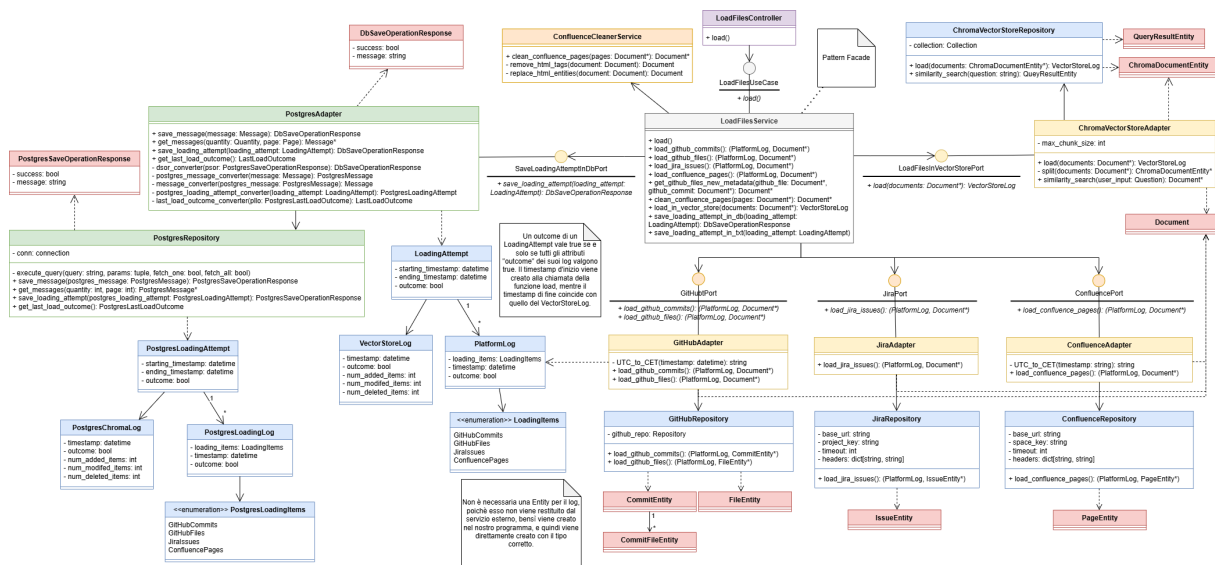 DbSaveOperationResponse
- success: bool
- message: string
ConfluenceCleanerService
+ clean_confluence_pages(pages: Document*): Document*
- remove_html_tags(document: Document): Document
- replace_html_entities(document: Document): Document
LoadFilesController
+ load()
LoadFilesUseCase
+ load()
Pattern Facade
ChromaVectorStoreRepository
- collection: Collection
+ load(documents: ChromaDocumentEntity*): VectorStoreLog
+ similarity_search(question: string): QueyResultEntity
QueryResultEntity
ChromaDocumentEntity
PostgresAdapter
+ save_message(message: Message): DbSaveOperationResponse
+ get_messages(quantity: Quantity, page: Page): Message*
+ save_loading_attempt(loading_attempt: LoadingAttempt): DbSaveOperationResponse
+ get_last_load_outcome(): LastLoadOutcome
- dsor_converter(psor: PostgresSaveOperationResponse): DbSaveOperationResponse
- postgres_message_converter(message: Message): PostgresMessage
- message_converter(postgres_message: PostgresMessage): Message
- postgres_loading_attempt_converter(loading_attempt: LoadingAttempt): PostgresLoadingAttempt
- last_load_outcome_converter(pllo: PostgresLastLoadOutcome): LastLoadOutcome
PostgresSaveOperationResponse
- success: bool
- message: string
SaveLoadingAttemptInDbPort
+ save_loading_attempt(loading_attempt:
LoadingAttempt): DbSaveOperationResponse
LoadFilesService
+ load()
+ load_github_commits(): (PlatformLog, Document*)
+ load_github_files(): (PlatformLog, Document*)
+ load_jira_issues(): (PlatformLog, Document*)
+ load_confluence_pages(): (PlatformLog, Document*)
+ get_github_files_new_metadata(github_file: Document*,
github_commit: Document*): Document*
+ clean_confluence_pages(pages: Document*): Document*
+ load_in_vector_store(documents: Document*): VectorStoreLog
+ save_loading_attempt_in_db(loading_attempt:
LoadingAttempt): DbSaveOperationResponse
+ save_loading_attempt_in_txt(loading_attempt: LoadingAttempt)
LoadFilesInVectorStorePort
+ load(documents: Document*): VectorStoreLog
ChromaVectorStoreAdapter
- max_chunk_size: int
+ load(documents: Document*): VectorStoreLog
+ split(documents: Document*): ChromaDocumentEntity*
+ similarity_search(user_input: Question): Document*
Document
PostgresRepository
- conn: connection
- execute_query(query: string, params: tuple, fetch_one: bool, fetch_all: bool)
+ save_message(postgres_message: PostgresMessage): PostgresSaveOperationResponse
+ get_messages(quantity: int, page: int): PostgresMessage*
+ save_loading_attempt(postgres_loading_attempt: PostgresLoadingAttempt): PostgresSaveOperationResponse
+ get_last_load_outcome(): PostgresLastLoadOutcome
LoadingAttempt
- starting_timestamp: datetime
- ending_timestamp: datetime
- outcome: bool
1
*
Un outcome di un
LoadingAttempt vale true se e
solo se tutti gli attributi
"outcome" dei suoi log valgono
true. Il timestamp d'inizio viene
creato alla chiamata della
funzione load, mentre il
timestamp di fine coincide con
quello del VectorStoreLog.
GitHubtPort
+ load_github_commits(): (PlatformLog, Document*)
+ load_github_files(): (PlatformLog, Document*)
JiraPort
+ load_jira_issues(): (PlatformLog, Document*)
ConfluencePort
+ load_confluence_pages(): (PlatformLog, Document*)
VectorStoreLog
- timestamp: datetime
- outcome: bool
- num_added_items: int
- num_modifed_items: int
- num_deleted_items: int
PlatformLog
- loading_items: LoadingItems
- timestamp: datetime
- outcome: bool
GitHubAdapter
- UTC_to_CET(timestamp: datetime): string
+ load_github_commits(): (PlatformLog, Document*)
+ load_github_files(): (PlatformLog, Document*)
JiraAdapter
+ load_jira_issues(): (PlatformLog, Document*)
ConfluenceAdapter
- UTC_to_CET(timestamp: string): string
+ load_confluence_pages(): (PlatformLog, Document*)
PostgresLoadingAttempt
- starting_timestamp: datetime
- ending_timestamp: datetime
- outcome: bool
1
*
PostgresChromaLog
- timestamp: datetime
- outcome: bool
- num_added_items: int
- num_modifed_items: int
- num_deleted_items: int
PostgresLoadingLog
- loading_items: LoadingItems
- timestamp: datetime
- outcome: bool
<<enumeration>> LoadingItems
GitHubCommits
GitHubFiles
JiraIssues
ConfluencePages
GitHubRepository
- github_repo: Repository
+ load_github_commits(): (PlatformLog, CommitEntity*)
+ load_github_files(): (PlatformLog, FileEntity*)
JiraRepository
- base_url: string
- project_key: string
- timeout: int
- headers: dict[string, string]
+ load_jira_issues(): (PlatformLog, IssueEntity*)
ConfluenceRepository
- base_url: string
- space_key: string
- timeout: int
- headers: dict[string, string]
+ load_confluence_pages(): (PlatformLog, PageEntity*)
<<enumeration>> PostgresLoadingItems
GitHubCommits
GitHubFiles
JiraIssues
ConfluencePages
Non è necessaria una Entity per il log,
poichè esso non viene restituito dal
servizio esterno, bensì viene creato
nel nostro programma, e quindi viene
direttamente creato con il tipo
corretto.
CommitEntity
1
*
CommitFileEntity
FileEntity
IssueEntity
PageEntity